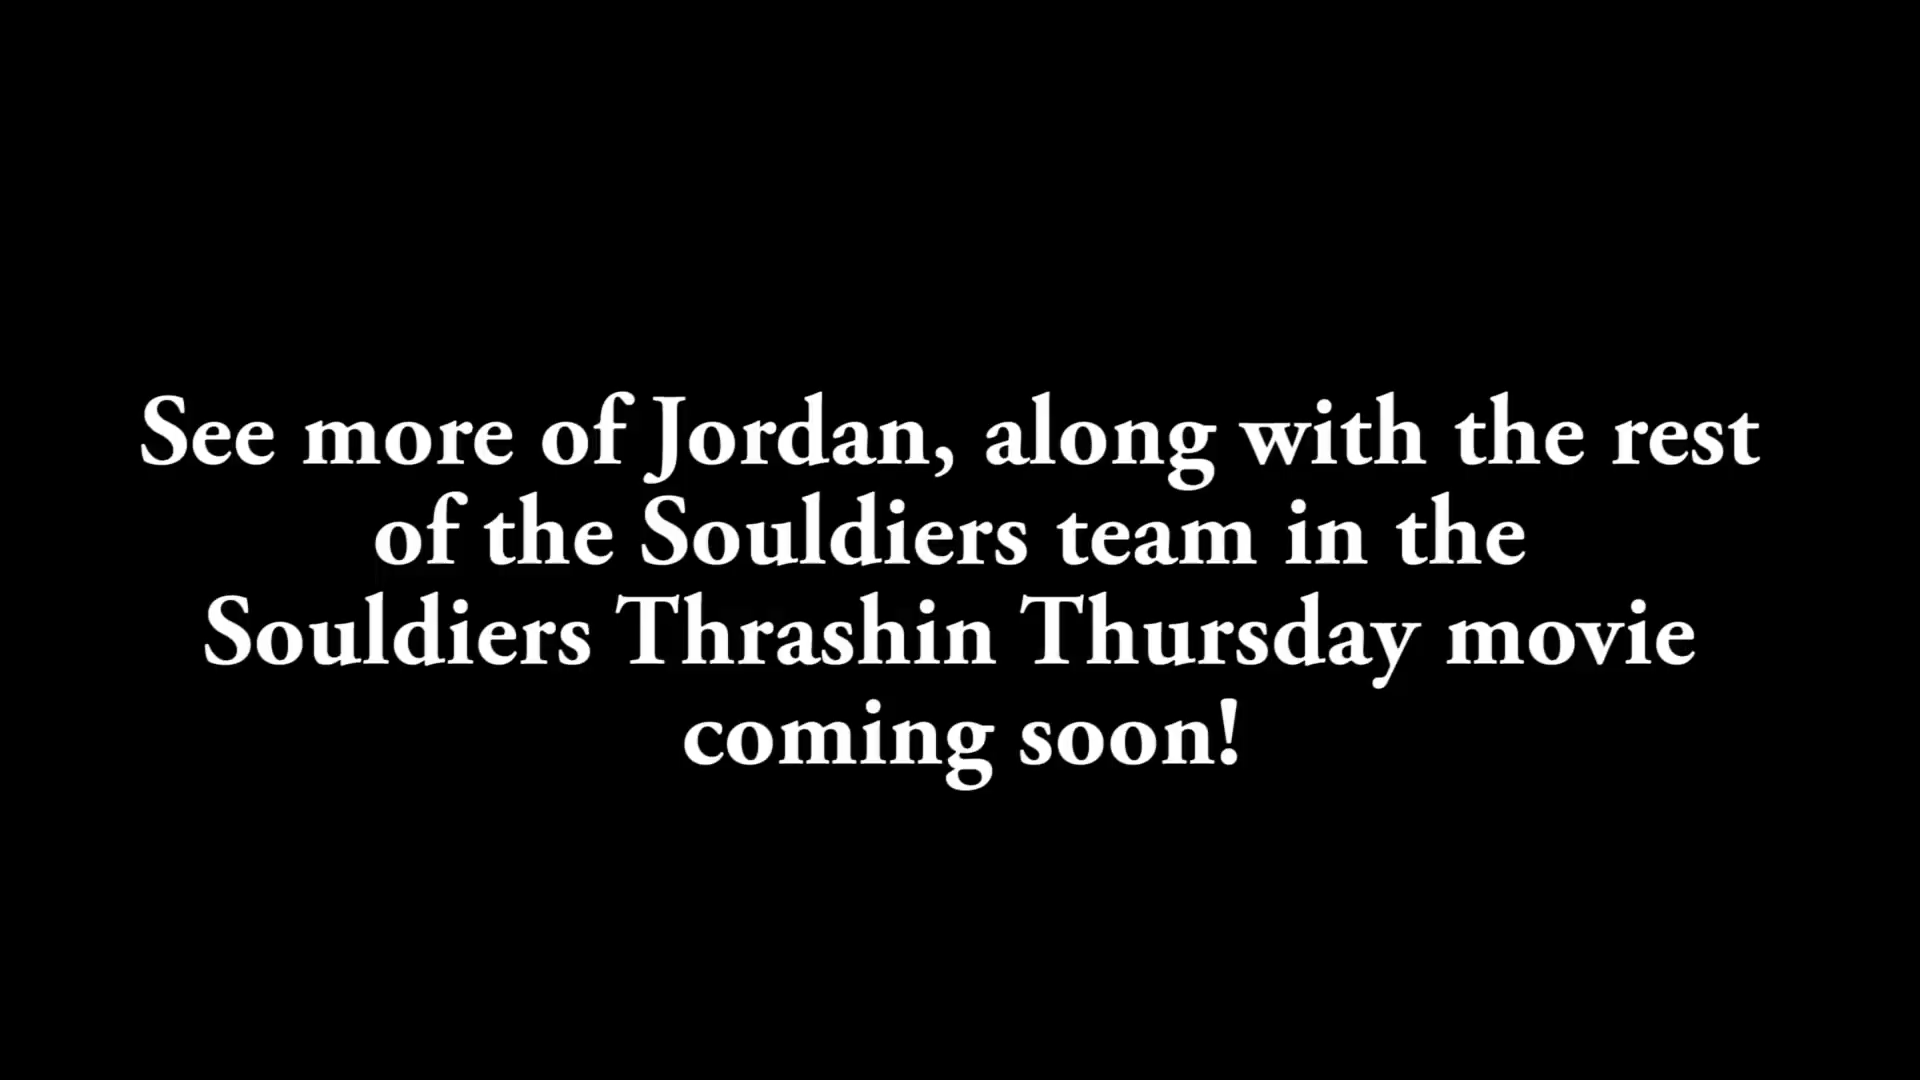 See more of Jordan, along with the rest
of the Souldiers team in the
Souldiers Thrashin Thursday movie
coming soon!